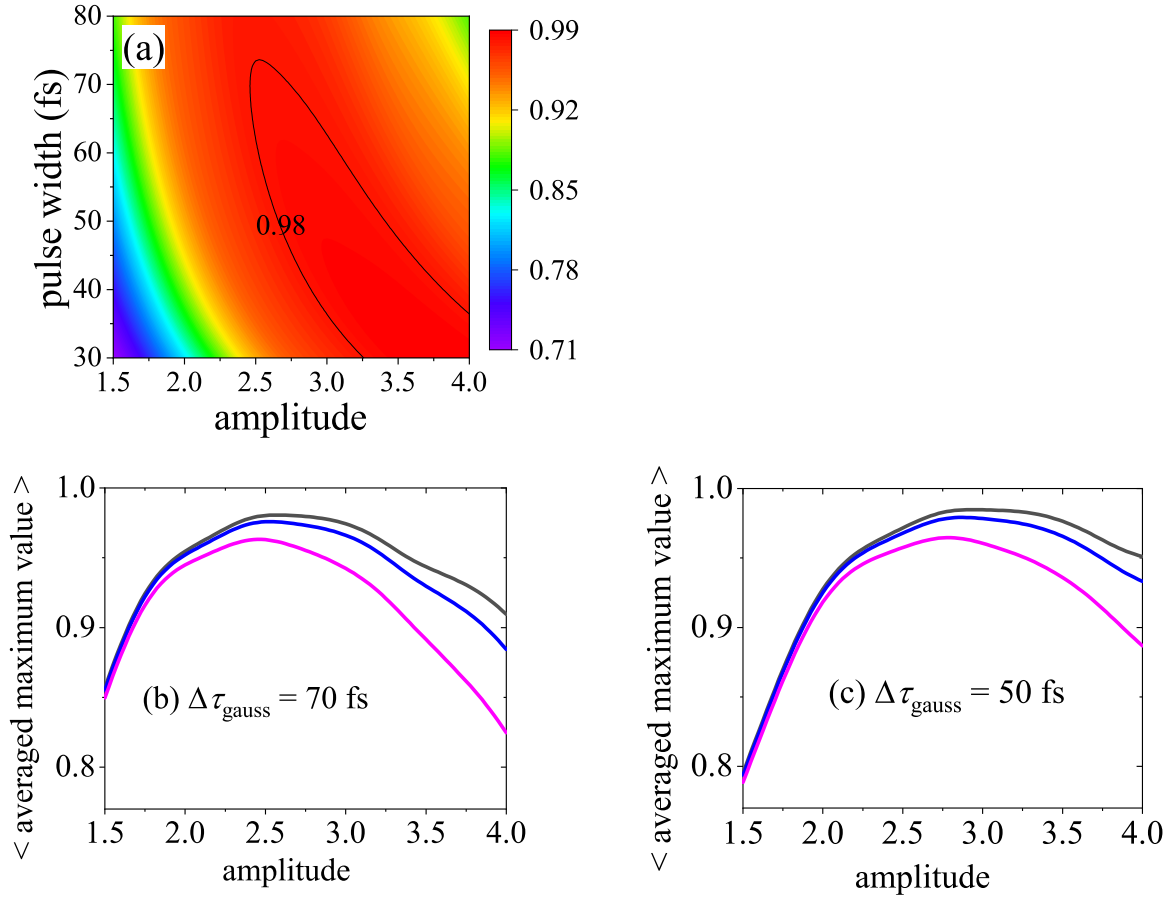 (a)
80
70
60
50
40
30
pulse width (fs)
0.98
1.5 2.0 2.5 3.0 3.5 4.0
amplitude
0.99
0.92
0.85
0.78
0.71
1.0
0.9
0.8
< averaged maximum value >
(b) Δτgauss = 70 fs
1.5 2.0 2.5 3.0 3.5 4.0
amplitude
1.0
0.9
0.8
< averaged maximum value >
(c) Δτgauss = 50 fs
1.5 2.0 2.5 3.0 3.5 4.0
amplitude